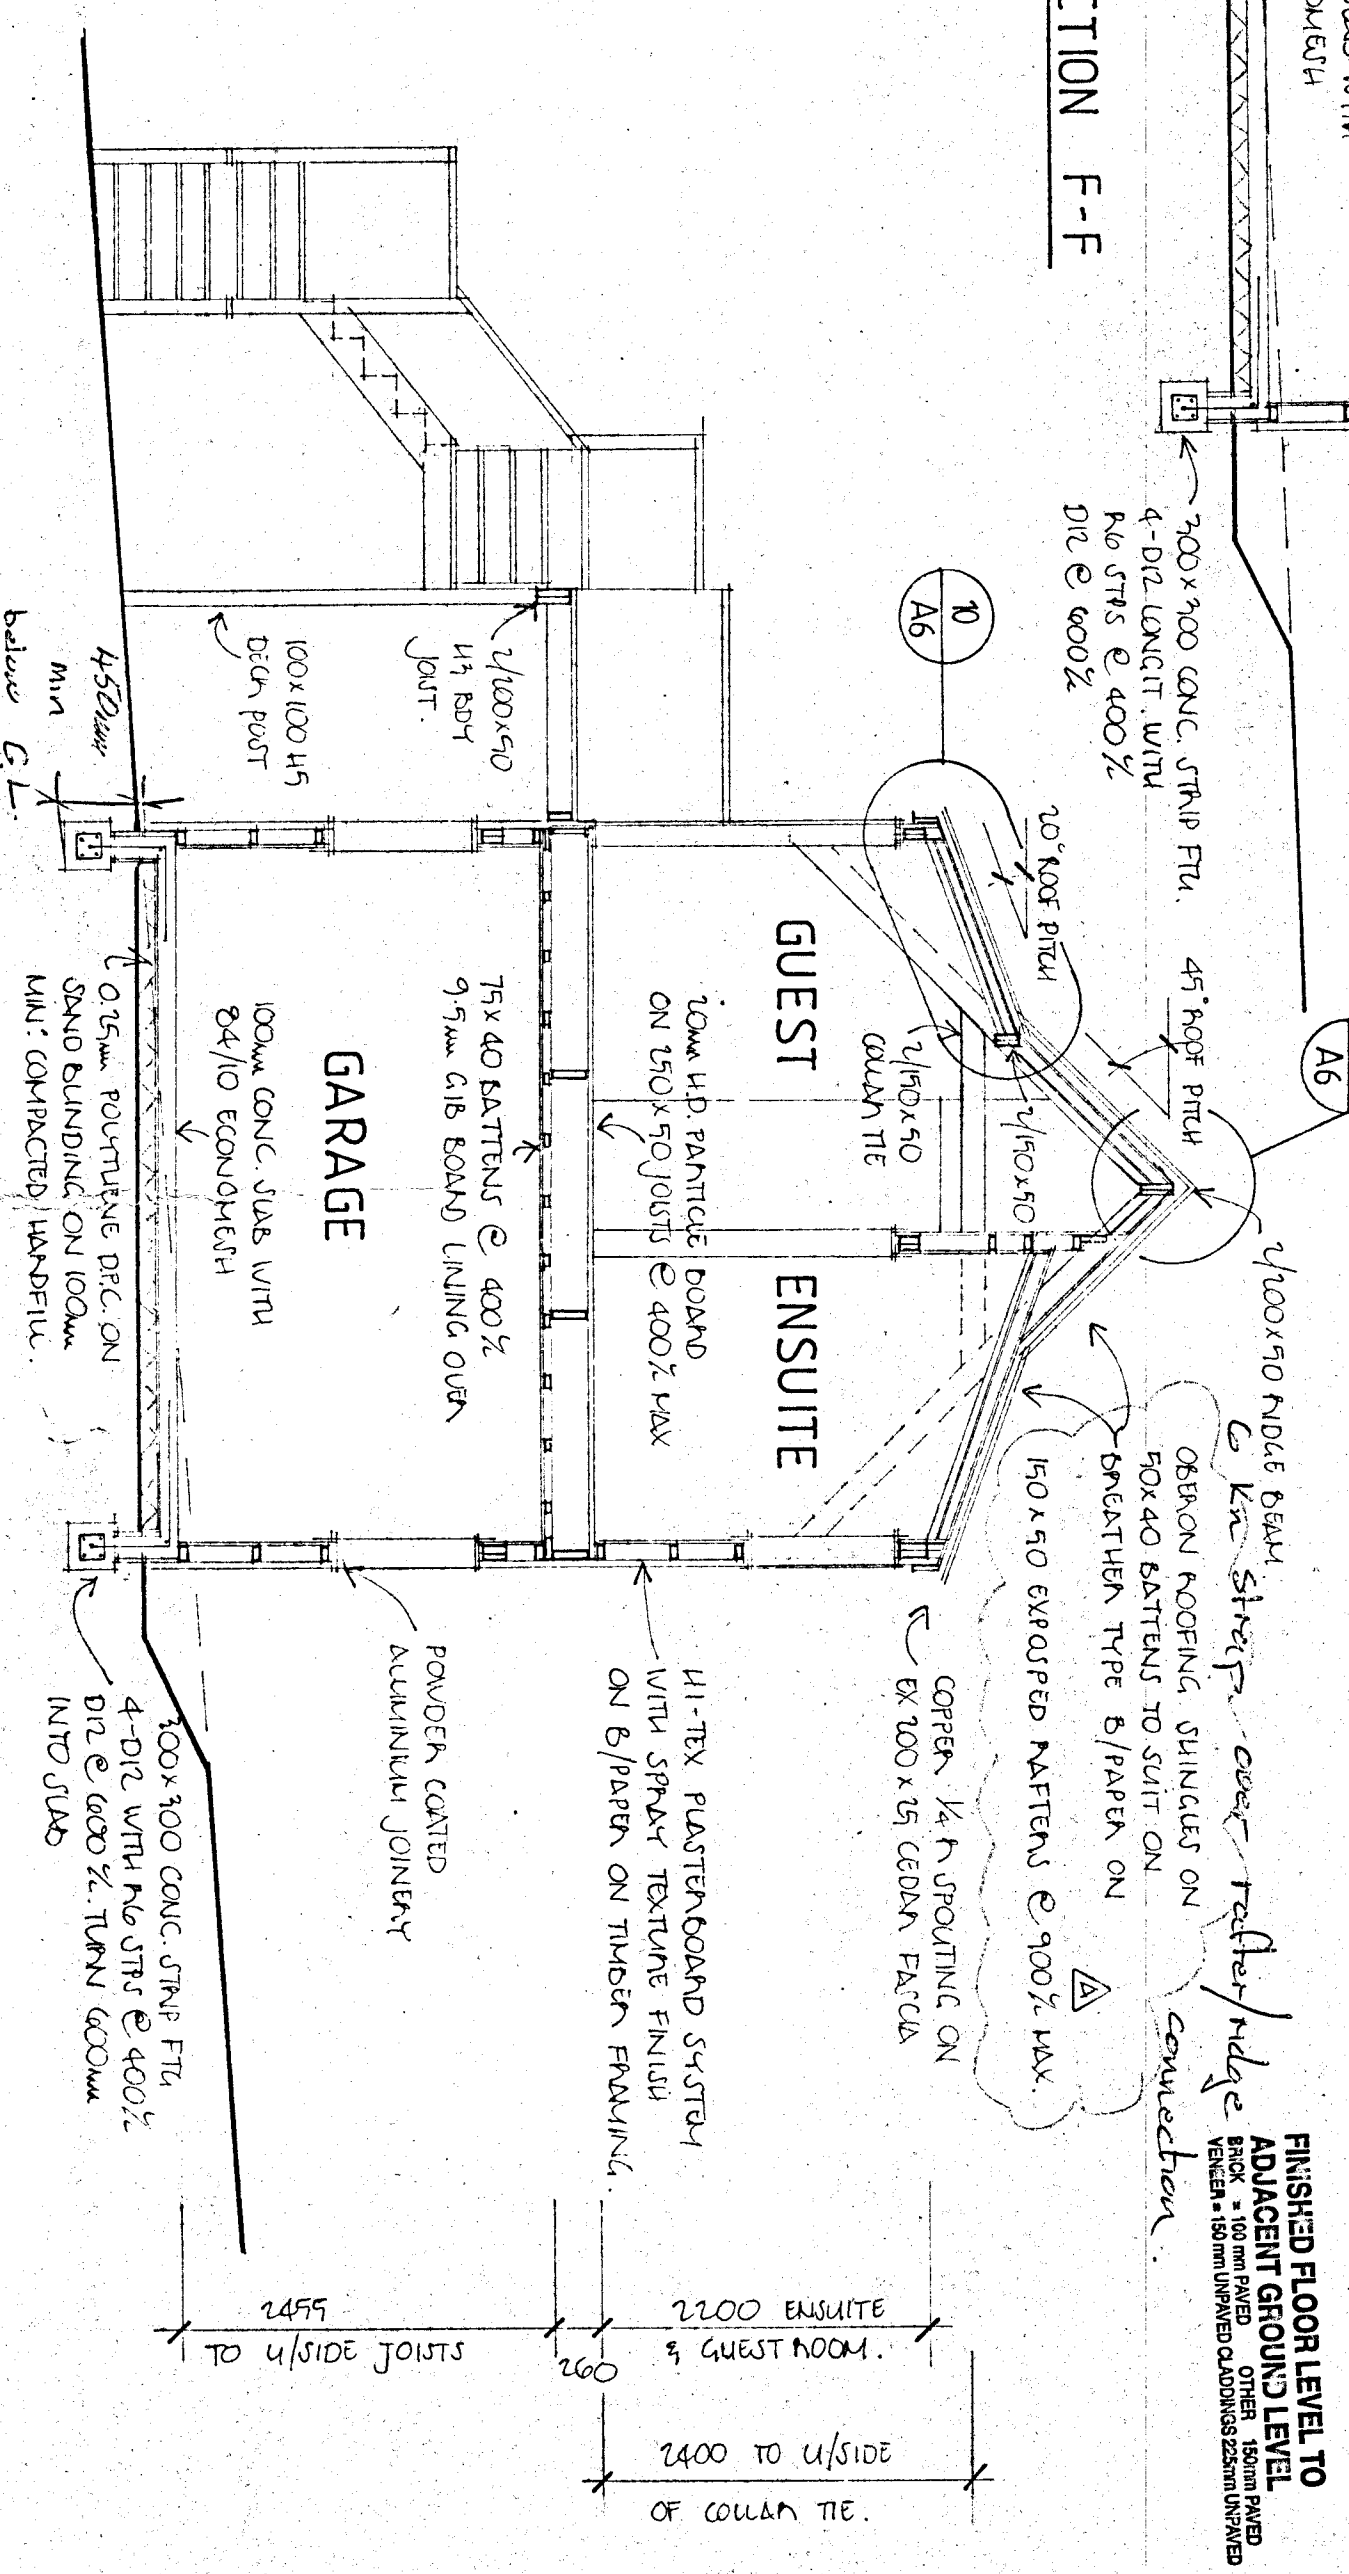 OMESH
SECTION F-F
300x300 CONC. STRIP FTG.
4-D12 LONGIT. WITH
R6 STPS @ 400%
D12 @ 600%
10
A6
A6
20° ROOF PITCH
45° ROOF PITCH
2/200x50 RIDGE BEAM.
6 Kn strap over rafter/ridge
connection.
OBERON ROOFING SHINGLES ON
50x40 BATTENS TO SUIT ON
BREATHER TYPE B/PAPER ON
150x50 EXPOSPED RAFTERS @ 900% MAX.
A
COPPER 1/4 R SPOUTING ON
EX 200x25 CEDAR FASCIA
2/150x50
2/150x50
COLLAR TIE
GUEST
ENSUITE
20mm H.D. PARTICLE BOARD
ON 250x50 JOISTS @ 400% MAX
HI-TEX PLASTERBOARD SYSTEM
WITH SPRAY TEXTURE FINISH
ON B/PAPER ON TIMBER FRAMING.
75x40 BATTENS @ 400%
9.5mm GIB BOARD LINING OVER
2/200x50
H3 BDY
JOIST.
100x100 H5
DECK POST
GARAGE
POWDER COATED
ALUMINIUM JOINERY
100mm CONC. SLAB WITH
84/10 ECONOMESH
450mm
min
below G.L.
0.25mm POLYTHENE D.P.C. ON
SAND BLINDING ON 100mm
MIN: COMPACTED HARDFILL.
300x300 CONC. STRIP FTG
4-D12 WITH R6 STPS @ 400%
D12 @ 600%. TURN 600mm
INTO SLAB
2455
TO U/SIDE JOISTS
260
2200 ENSUITE
& GUEST ROOM.
2400 TO U/SIDE
OF COLLAR TIE.
FINISHED FLOOR LEVEL TO
ADJACENT GROUND LEVEL
BRICK = 100 mm PAVED OTHER 150mm PAVED
VENEER = 150 mm UNPAVED CLADDINGS 225mm UNPAVED